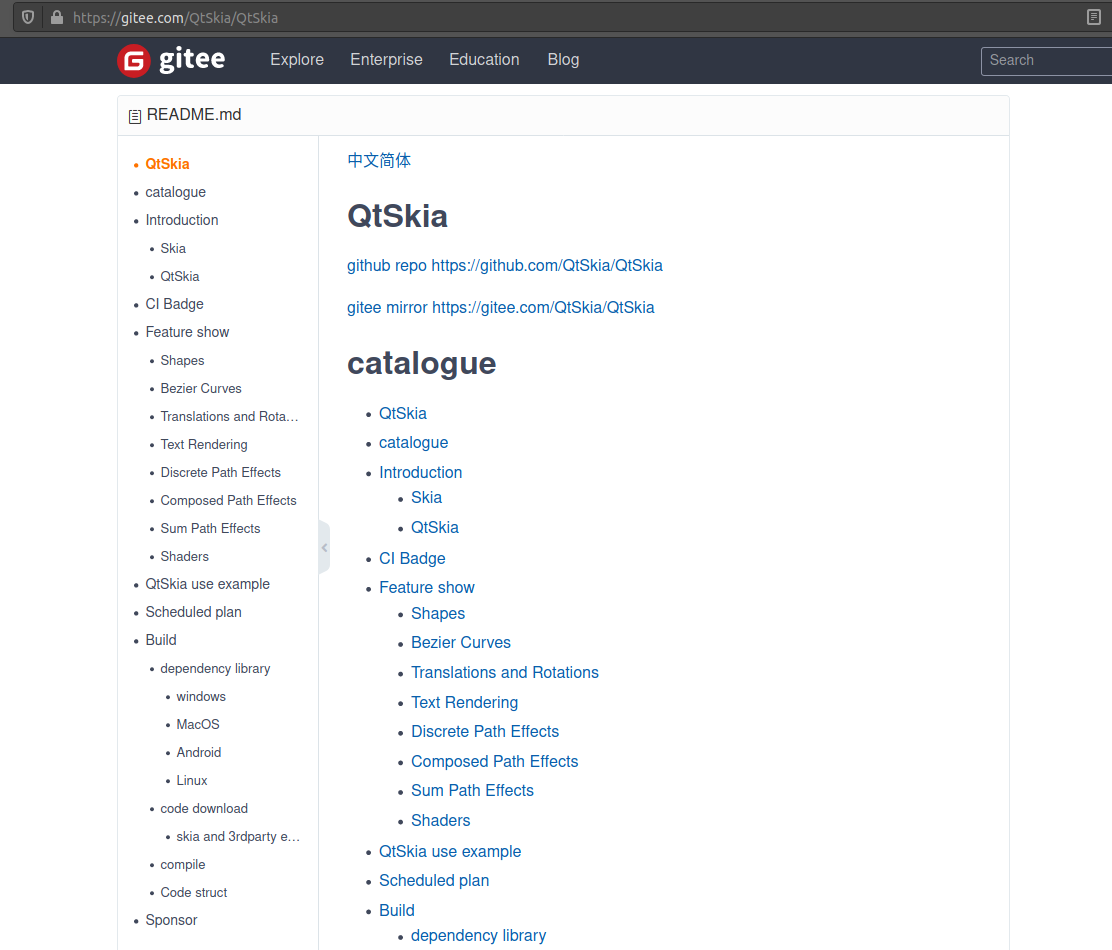 https://gitee.com/QtSkia/QtSkia
gitee
Explore
Enterprise
Education
Blog
Search
README.md
QtSkia
catalogue
Introduction
Skia
QtSkia
CI Badge
Feature show
Shapes
Bezier Curves
Translations and Rota…
Text Rendering
Discrete Path Effects
Composed Path Effects
Sum Path Effects
Shaders
QtSkia use example
Scheduled plan
Build
dependency library
windows
MacOS
Android
Linux
code download
skia and 3rdparty e…
compile
Code struct
Sponsor
中文简体
QtSkia
github repo https://github.com/QtSkia/QtSkia
gitee mirror https://gitee.com/QtSkia/QtSkia
catalogue
QtSkia
catalogue
Introduction
Skia
QtSkia
CI Badge
Feature show
Shapes
Bezier Curves
Translations and Rotations
Text Rendering
Discrete Path Effects
Composed Path Effects
Sum Path Effects
Shaders
QtSkia use example
Scheduled plan
Build
dependency library